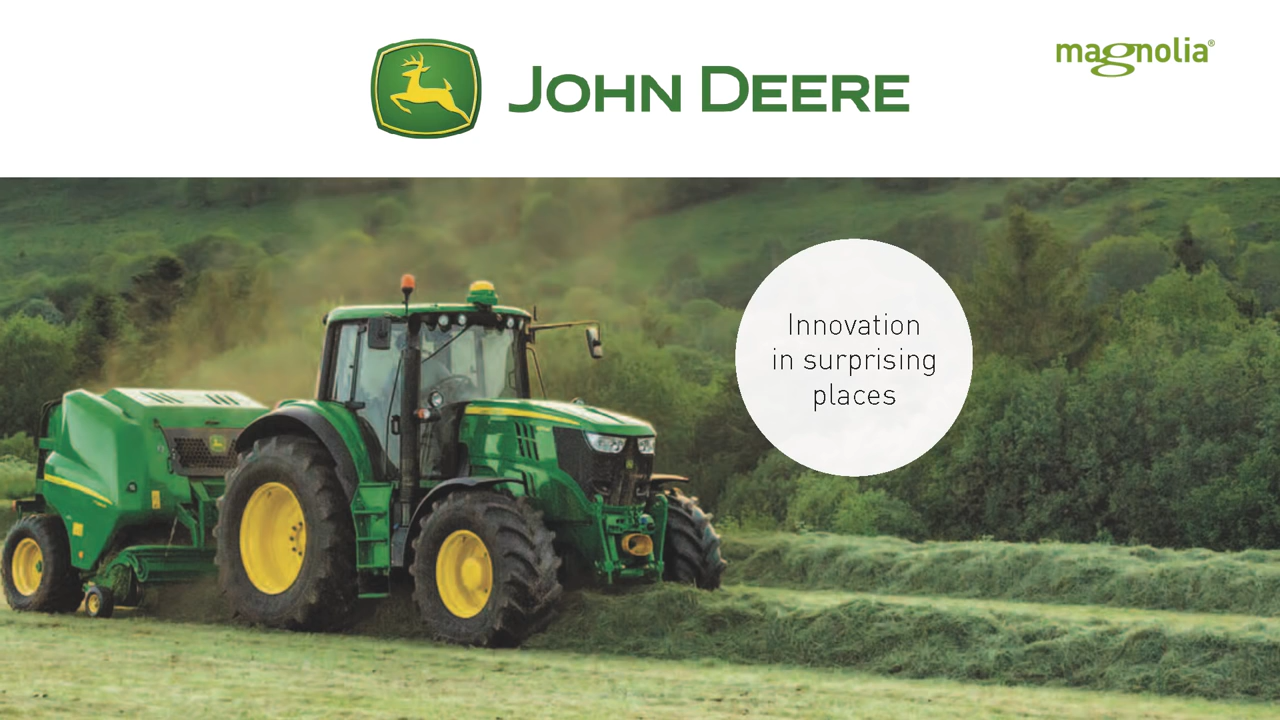 JOHN DEERE
magnolia®
Innovation
in surprising
places